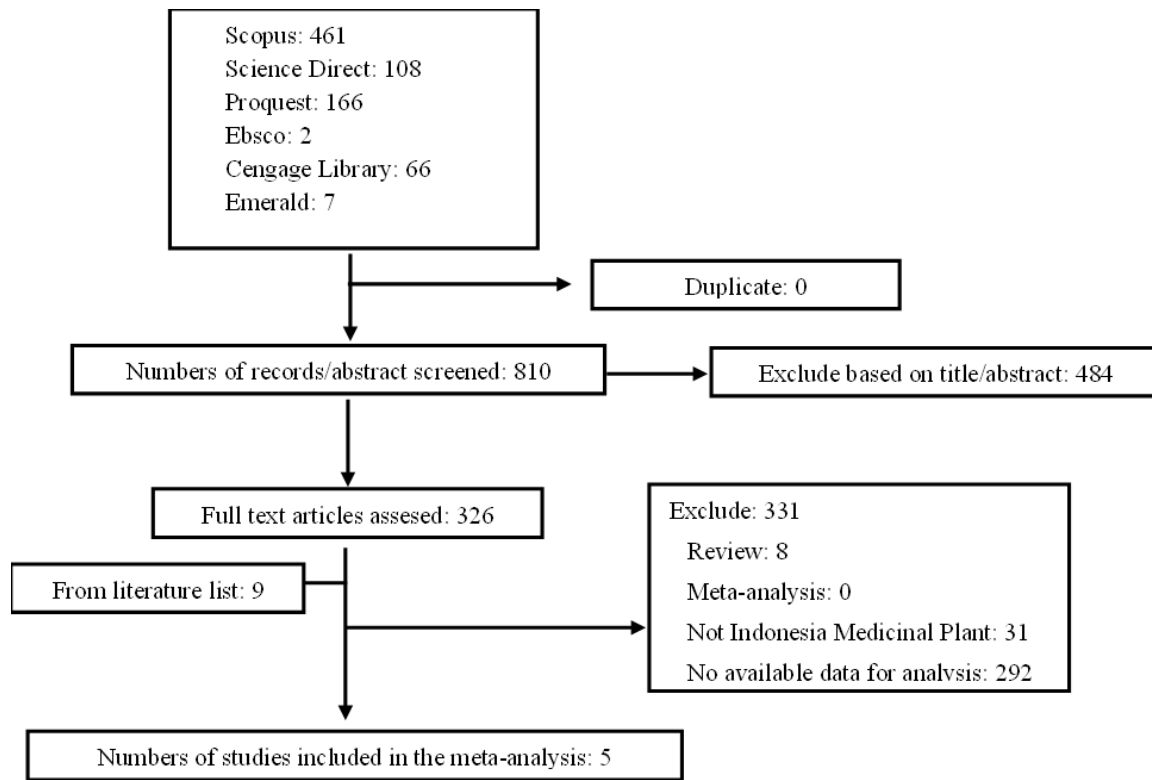 Scopus: 461
Science Direct: 108
Proquest: 166
Ebsco: 2
Cengage Library: 66
Emerald: 7
Duplicate: 0
Numbers of records/abstract screened: 810
Exclude based on title/abstract: 484
Full text articles assesed: 326
From literature list: 9
Exclude: 331
Review: 8
Meta-analysis: 0
Not Indonesia Medicinal Plant: 31
No available data for analysis: 292
Numbers of studies included in the meta-analysis: 5